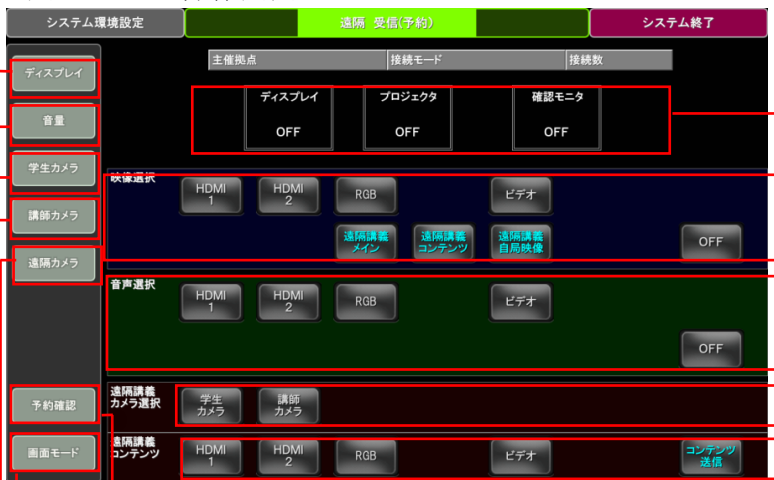 システム環境設定
遠隔 受信(予約)
システム終了
主催拠点
接続モード
接続数
ディスプレイ
ディスプレイ
プロジェクタ
確認モニタ
OFF
OFF
OFF
音量
学生カメラ
講師カメラ
遠隔カメラ
映像選択
HDMI
1
HDMI
2
RGB
ビデオ
遠隔講義
メイン
遠隔講義
コンテンツ
遠隔講義
自局映像
OFF
音声選択
HDMI
1
HDMI
2
RGB
ビデオ
OFF
予約確認
遠隔講義
カメラ選択
学生
カメラ
講師
カメラ
画面モード
遠隔講義
コンテンツ
HDMI
1
HDMI
2
RGB
ビデオ
コンテンツ
送信